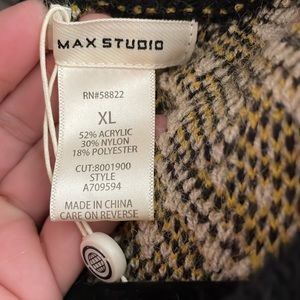 MAX STUDIO
RN#58822
XL
52% ACRYLIC
30% NYLON
18% POLYESTER
CUT:8001900
STYLE
A709594
MADE IN CHINA
CARE ON REVERSE